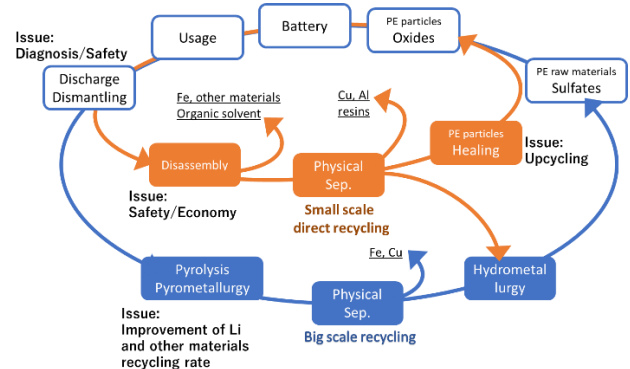 Issue:
Diagnosis/Safety
Usage
Battery
PE particles
Oxides
PE raw materials
Sulfates
Discharge
Dismantling
Fe, other materials
Organic solvent
Cu, Al
resins
Disassembly
Physical
Sep.
PE particles
Healing
Issue:
Upcycling
Issue:
Safety/Economy
Small scale
direct recycling
Pyrolysis
Pyrometallurgy
Fe, Cu
Physical
Sep.
Hydrometal
lurgy
Issue:
Improvement of Li
and other materials
recycling rate
Big scale recycling